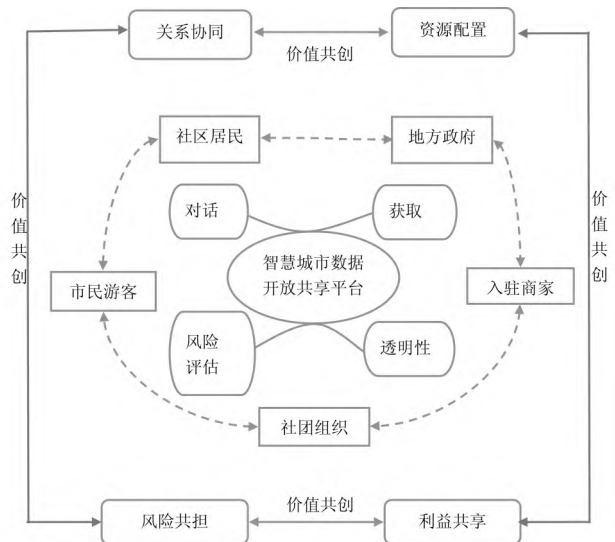 关系协同
价值共创
资源配置
社区居民
地方政府
对话
获取
价值共创
智慧城市数据
开放共享平台
价值共创
市民游客
入驻商家
风险
评估
透明性
社团组织
风险共担
价值共创
利益共享